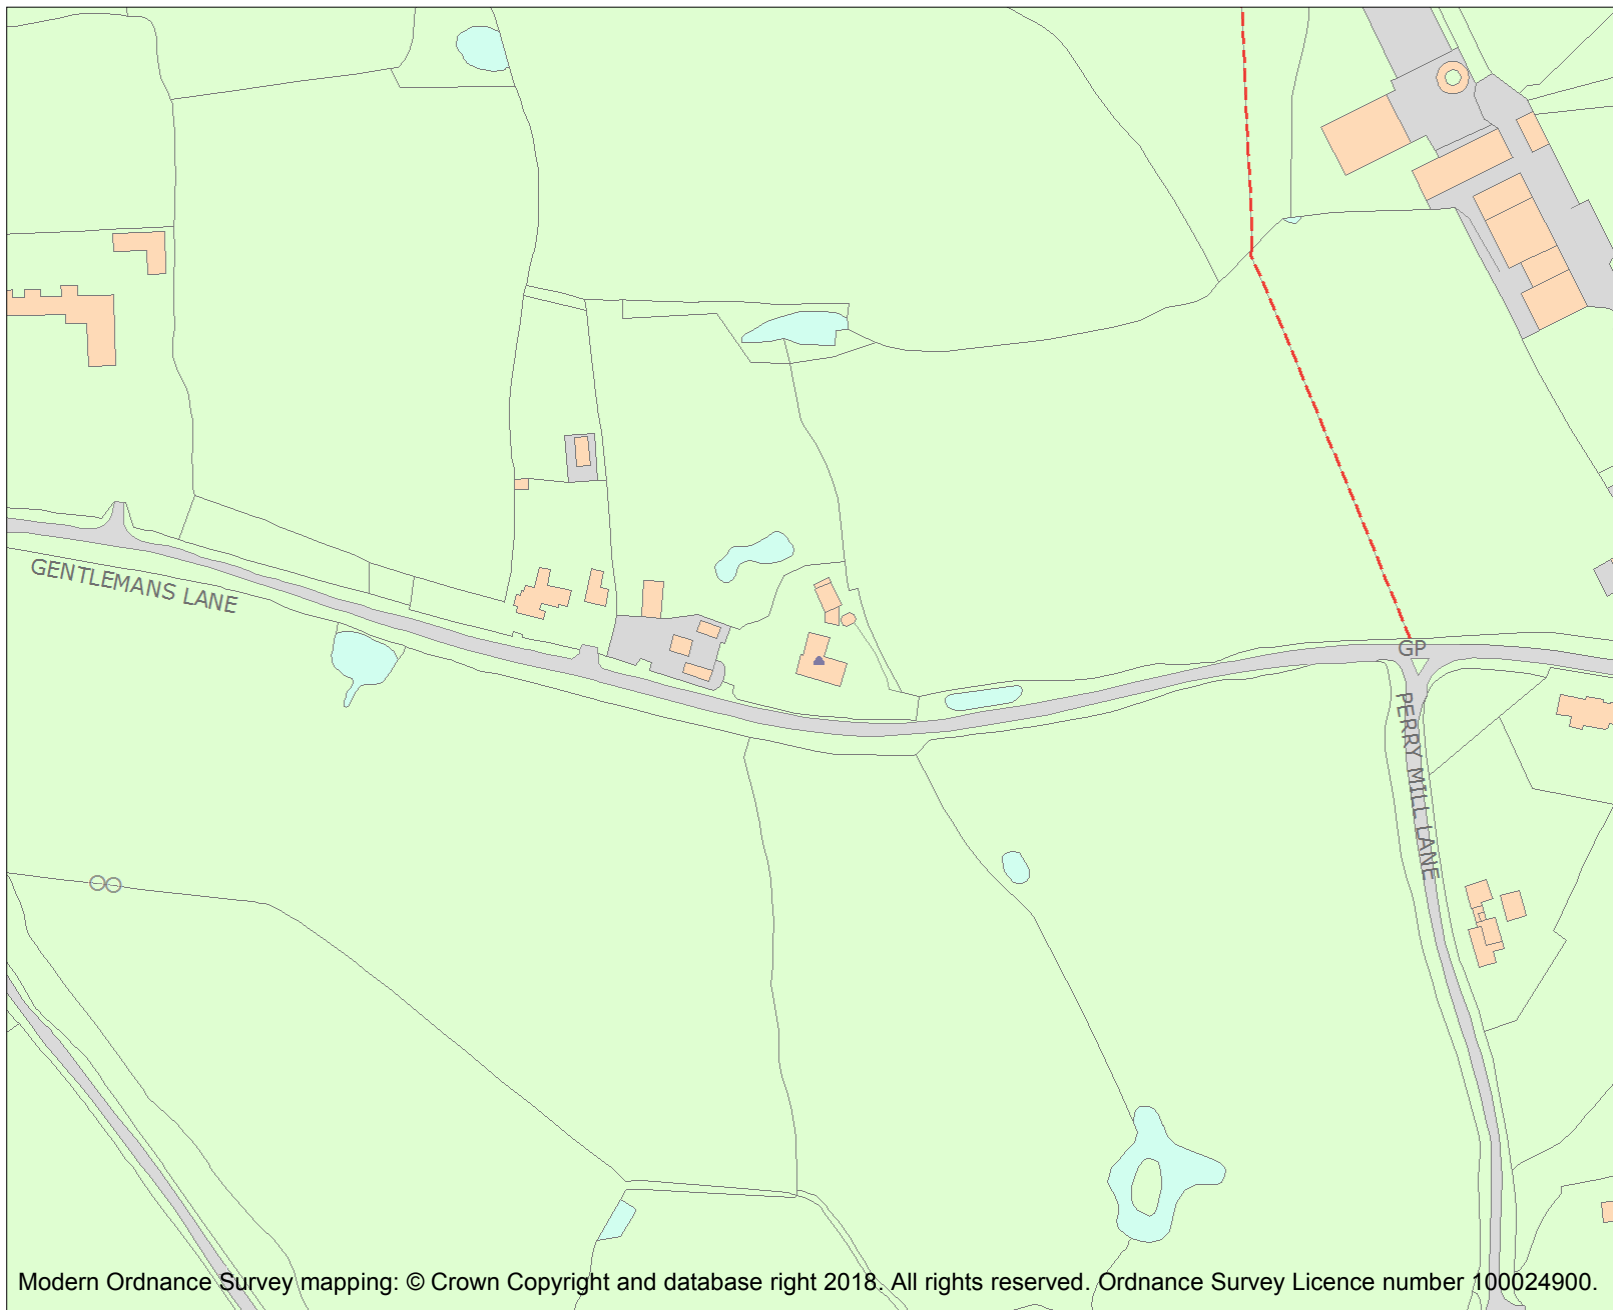 GENTLEMANS LANE
GP
PERRY MILL LANE
Modern Ordnance Survey mapping: © Crown Copyright and database right 2018. All rights reserved. Ordnance Survey Licence number 100024900.